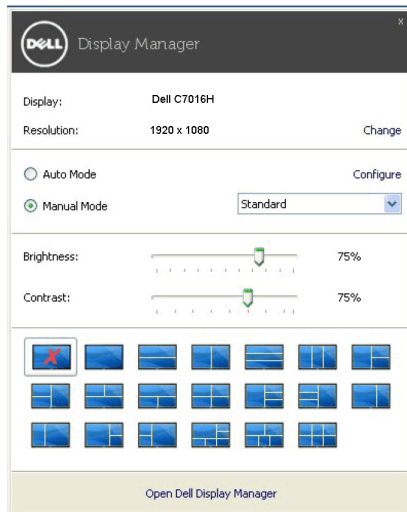 x
DELL Display Manager
Display: Dell C7016H
Resolution: 1920 x 1080 Change
Auto Mode Configure
Manual Mode Standard
Brightness: 75%
Contrast: 75%
Open Dell Display Manager